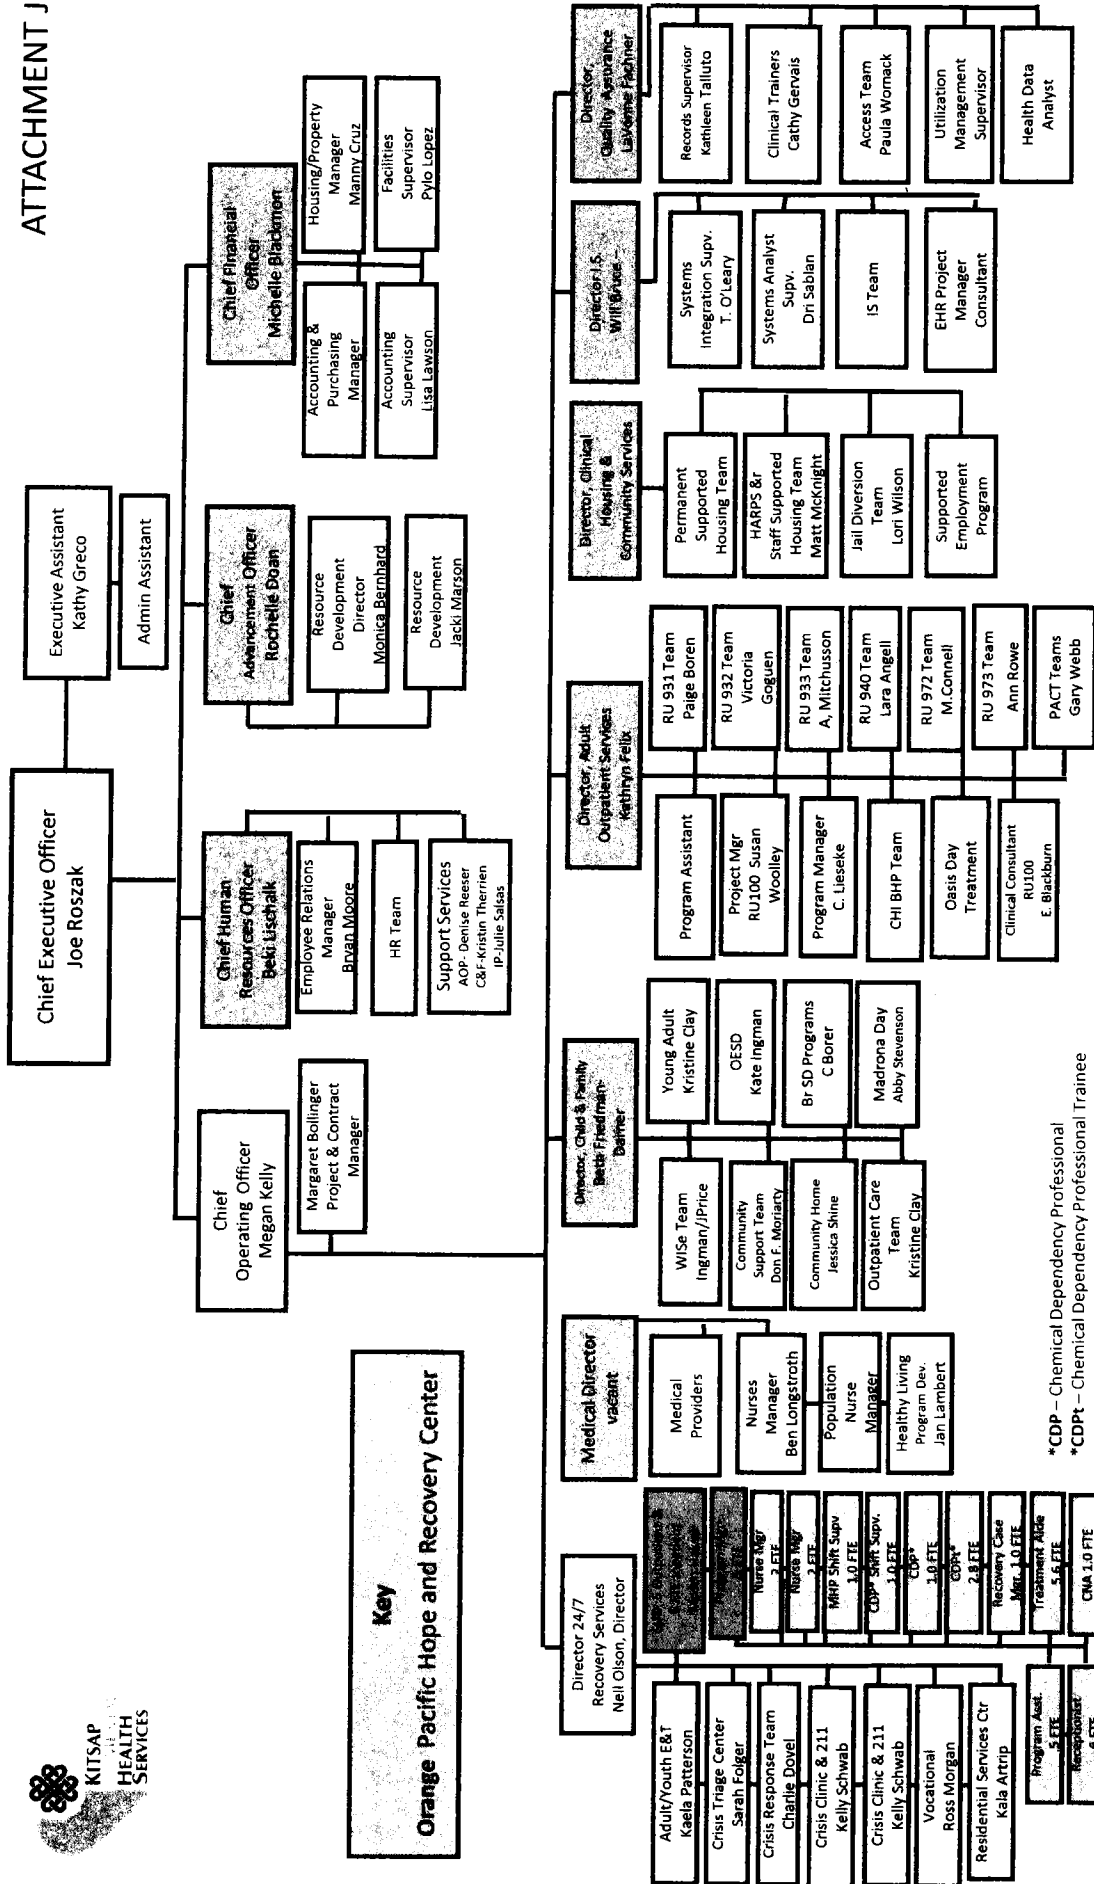 ATTACHMENT J
KITSAP
HEALTH
SERVICES
Key
Orange Pacific Hope and Recovery Center
Chief Executive Officer
Joe Roszak
Executive Assistant
Kathy Greco
Admin Assistant
Chief
Operating Officer
Megan Kelly
Margaret Bollinger
Project & Contract
Manager
Chief Human
Resources Officer
Beki Lischalk
Employee Relations
Manager
Bryan Moore
HR Team
Support Services
AOP- Denise Reeser
C&F-Kristin Therrien
IP-Julie Salsas
Chief
Advancement Officer
Rochelle Doan
Resource
Development
Director
Monica Bernhard
Resource
Development
Jacki Marson
Chief Financial
Officer
Michelle Blackmon
Accounting &
Purchasing
Manager
Housing/Property
Manager
Manny Cruz
Accounting
Supervisor
Lisa Lawson
Facilities
Supervisor
Pylo Lopez
Director 24/7
Recovery Services
Neil Olson, Director
Adult/Youth E&T
Kaela Patterson
Crisis Triage Center
Sarah Folger
Crisis Response Team
Charlie Dovel
Crisis Clinic & 211
Kelly Schwab
Crisis Clinic & 211
Kelly Schwab
Vocational
Ross Morgan
Residential Services Ctr
Kala Artrip
Nurse Mgr
2 FTE
Nurse Mgr
2 FTE
MHP Shift Supv
1.0 FTE
CDP* Shift Supv.
1.0 FTE
CDP*
1.0 FTE
CDPt*
2.8 FTE
Recovery Case
Mgr. 1.0 FTE
Treatment Aide
5.6 FTE
CNA 1.0 FTE
Program Asst.
.5 FTE
Receptionist
Medical Director
vacant
Medical
Providers
Nurses
Manager
Ben Longstroth
Population
Nurse
Manager
Healthy Living
Program Dev.
Jan Lambert
Director, Child & Family
Beth Friedman-
Darner
WISe Team
Ingman/JPrice
Young Adult
Kristine Clay
Community
Support Team
Don F. Moriarty
OESD
Kate Ingman
Community Home
Jessica Shine
Br SD Programs
C Borer
Outpatient Care
Team
Kristine Clay
Madrona Day
Abby Stevenson
Director, Adult
Outpatient Services
Kathryn Felix
Program Assistant
RU 931 Team
Paige Boren
Project Mgr
RU100 Susan
Woolley
RU 932 Team
Victoria
Goguen
Program Manager
C. Lieseke
RU 933 Team
A, Mitchusson
CHI BHP Team
RU 940 Team
Lara Angell
Oasis Day
Treatment
RU 972 Team
M.Connell
Clinical Consultant
RU100
E. Blackburn
RU 973 Team
Ann Rowe
PACT Teams
Gary Webb
Director, Clinical
Housing &
Community Services
Permanent
Supported
Housing Team
HARPS &r
Staff Supported
Housing Team
Matt McKnight
Jail Diversion
Team
Lori Wilson
Supported
Employment
Program
Director I.S.
Will Bruce –
Systems
Integration Supv.
T. O'Leary
Systems Analyst
Supv.
Dri Sablan
IS Team
EHR Project
Manager
Consultant
Director,
Quality Assurance
LaVonne Fachner
Records Supervisor
Kathleen Talluto
Clinical Trainers
Cathy Gervais
Access Team
Paula Womack
Utilization
Management
Supervisor
Health Data
Analyst
*CDP – Chemical Dependency Professional
*CDPt – Chemical Dependency Professional Trainee